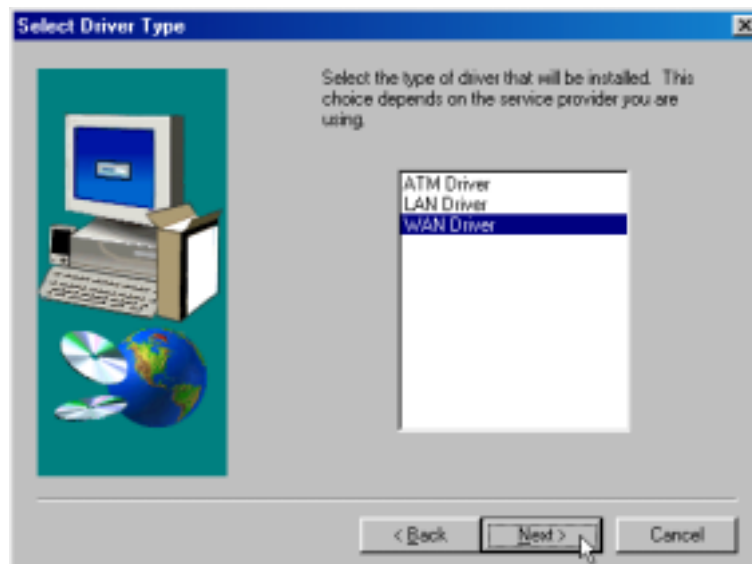 Select Driver Type
Select the type of driver that will be installed. This
choice depends on the service provider you are
using.
ATM Driver
LAN Driver
WAN Driver
< Back
Next >
Cancel